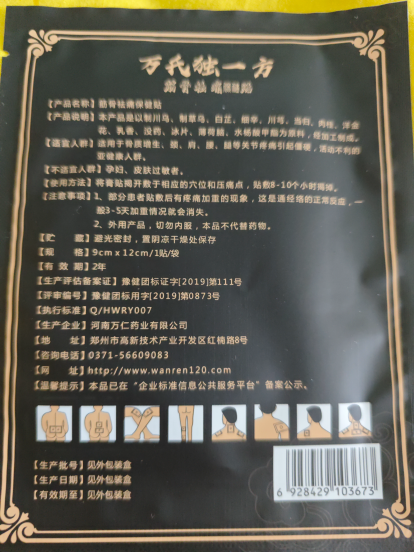 万氏独一方
筋骨祛痛保健贴
【产品名称】筋骨祛痛保健贴
【产品说明】本产品是以制川乌、制草乌、白芷、细辛、川芎、当归、肉桂、洋金
花、乳香、没药、冰片、薄荷脑、水杨酸甲酯为原料,经加工制成。
【适宜人群】适用于骨质增生、颈、肩、腰、腿等关节疼痛引起僵硬,活动不利的
亚健康人群。
【不适宜人群】孕妇、皮肤过敏者。
【使用方法】将膏贴揭开敷于相应的穴位和压痛点,贴敷8-10个小时揭掉。
【注意事项】1、部分患者贴敷后有疼痛加重的现象,这是通经络的正常反应,一
般3-5天加重情况就会消失。
2、外用产品,切勿内服,本品不代替药物。
【贮 藏】避光密封,置阴凉干燥处保存
【规 格】9cm x 12cm/1贴/袋
【有 效 期】2年
【生产评估备案证】豫健团标证字[2019]第111号
【评审编号】豫健团标用字[2019]第0873号
【执行标准】Q/HWRY007
【生产企业】河南万仁药业有限公司
【地 址】郑州市高新技术产业开发区红楠路8号
【咨询电话】0371-56609083
【网 址】http://www.wanren120.com
【温馨提示】本品已在“企业标准信息公共服务平台”备案公示。
【生产批号】见外包装盒
【生产日期】见外包装盒
【有效期至】见外包装盒
6 928429 103673